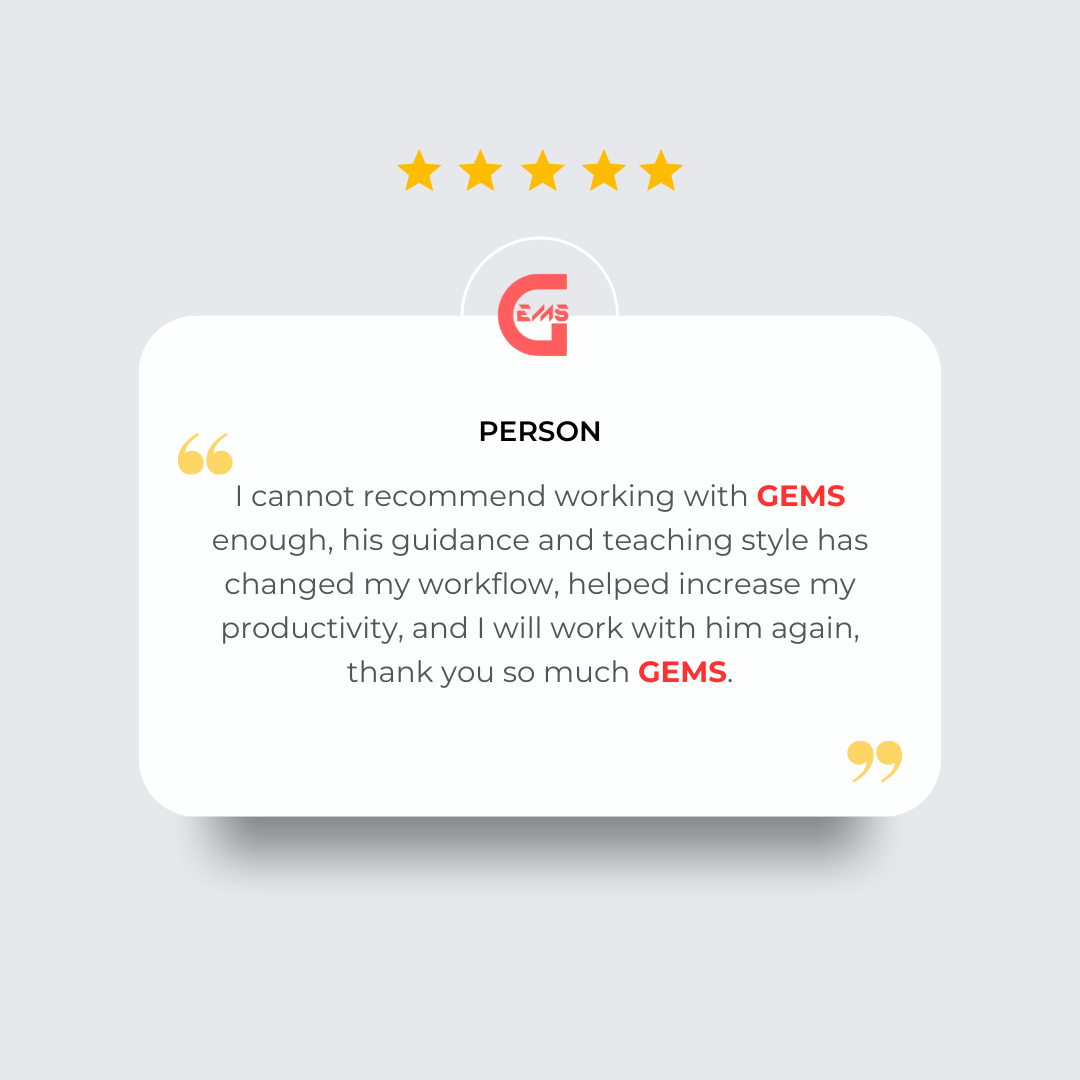 GEMS
PERSON
“
I cannot recommend working with GEMS
enough, his guidance and teaching style has
changed my workflow, helped increase my
productivity, and I will work with him again,
thank you so much GEMS.
”